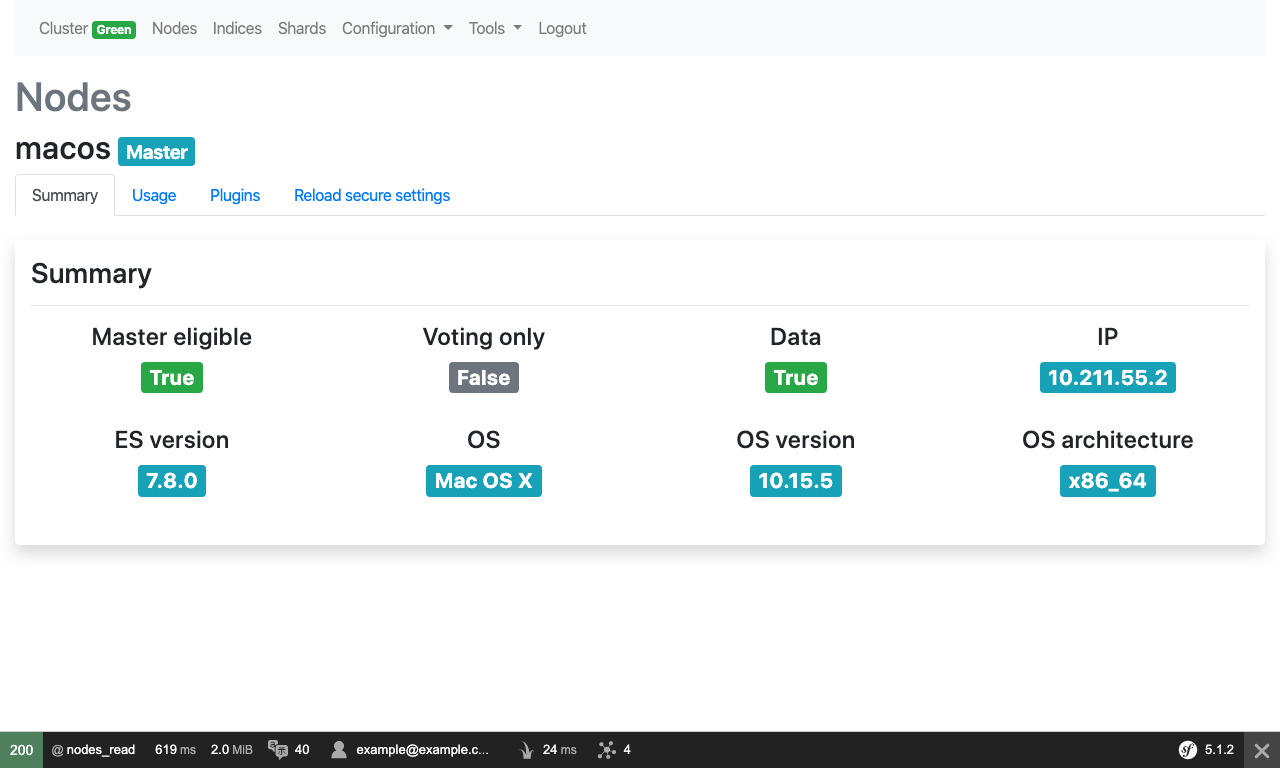 Cluster Green Nodes Indices Shards Configuration Tools Logout
Nodes
macos Master
Summary Usage Plugins Reload secure settings
Summary
Master eligible Voting only Data IP
True False True 10.211.55.2
ES version OS OS version OS architecture
7.8.0 Mac OS X 10.15.5 x86_64
200 @ nodes_read 619 ms 2.0 MiB 40 example@example.c... 24 ms 4 sf 5.1.2